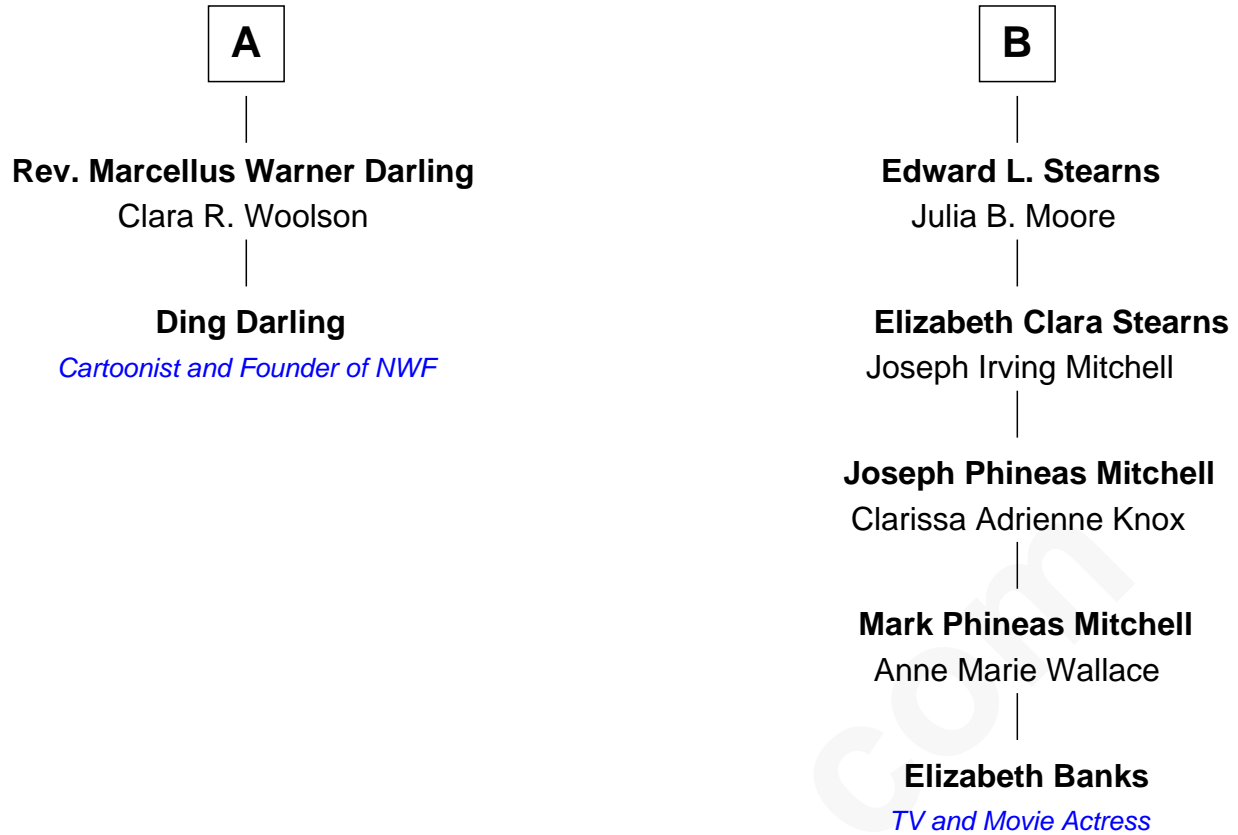 A
Rev. Marcellus Warner Darling
Clara R. Woolson
Ding Darling
Cartoonist and Founder of NWF
B
Edward L. Stearns
Julia B. Moore
Elizabeth Clara Stearns
Joseph Irving Mitchell
Joseph Phineas Mitchell
Clarissa Adrienne Knox
Mark Phineas Mitchell
Anne Marie Wallace
Elizabeth Banks
TV and Movie Actress
com